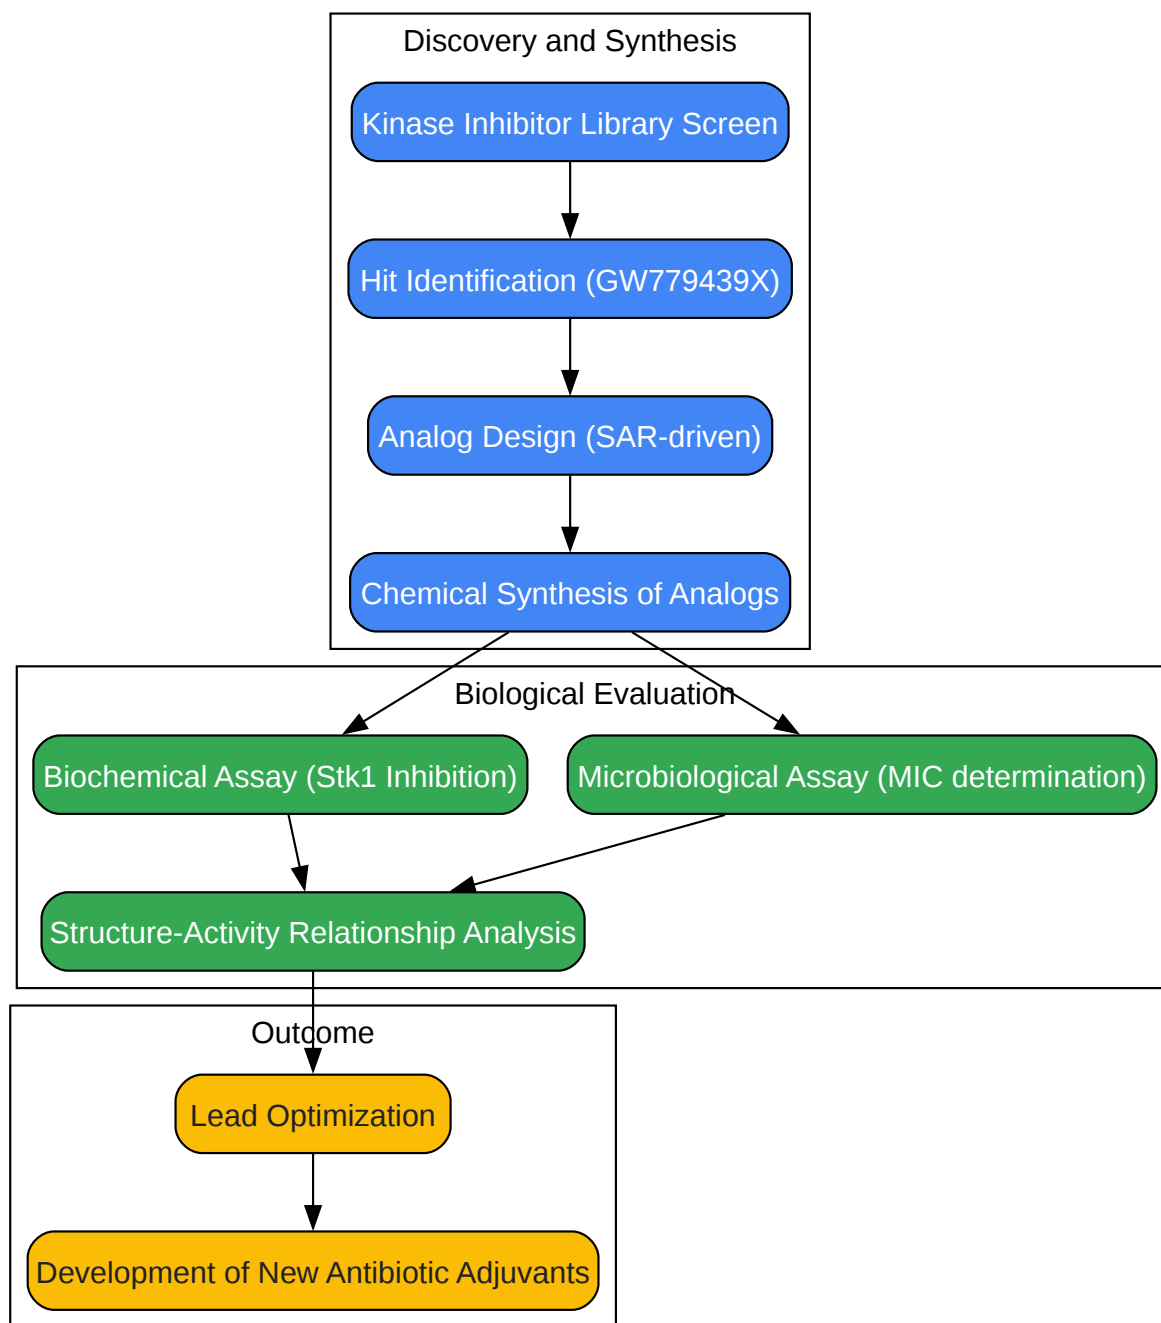 Discovery and Synthesis
Kinase Inhibitor Library Screen
Hit Identification (GW779439X)
Analog Design (SAR-driven)
Chemical Synthesis of Analogs
Biological Evaluation
Biochemical Assay (Stk1 Inhibition)
Microbiological Assay (MIC determination)
Structure-Activity Relationship Analysis
Outcome
Lead Optimization
Development of New Antibiotic Adjuvants